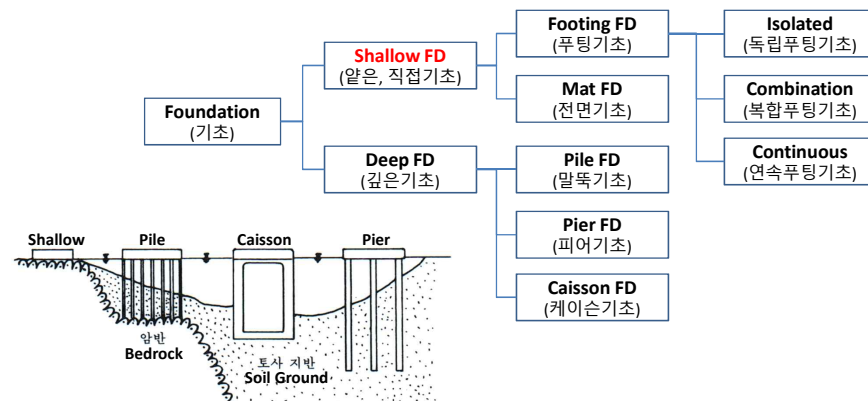 Foundation
(기초)
Shallow FD
(얕은, 직접기초)
Deep FD
(깊은기초)
Footing FD
(푸팅기초)
Mat FD
(전면기초)
Pile FD
(말뚝기초)
Pier FD
(피어기초)
Caisson FD
(케이슨기초)
Isolated
(독립푸팅기초)
Combination
(복합푸팅기초)
Continuous
(연속푸팅기초)
Shallow
Pile
Caisson
Pier
암반
Bedrock
토사 지반
Soil Ground